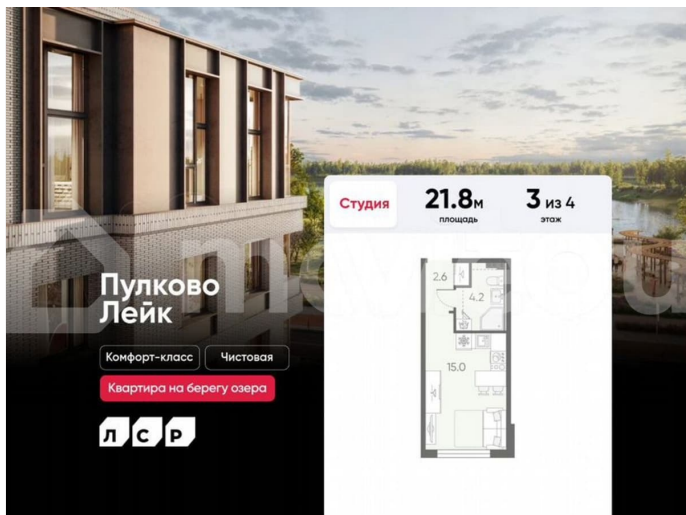 Студия
21.8м
площадь
3 из 4
этаж
Пулково
Лейк
Комфорт-класс
Чистовая
Квартира на берегу озера
ЛСР
2.6
4.2
15.0